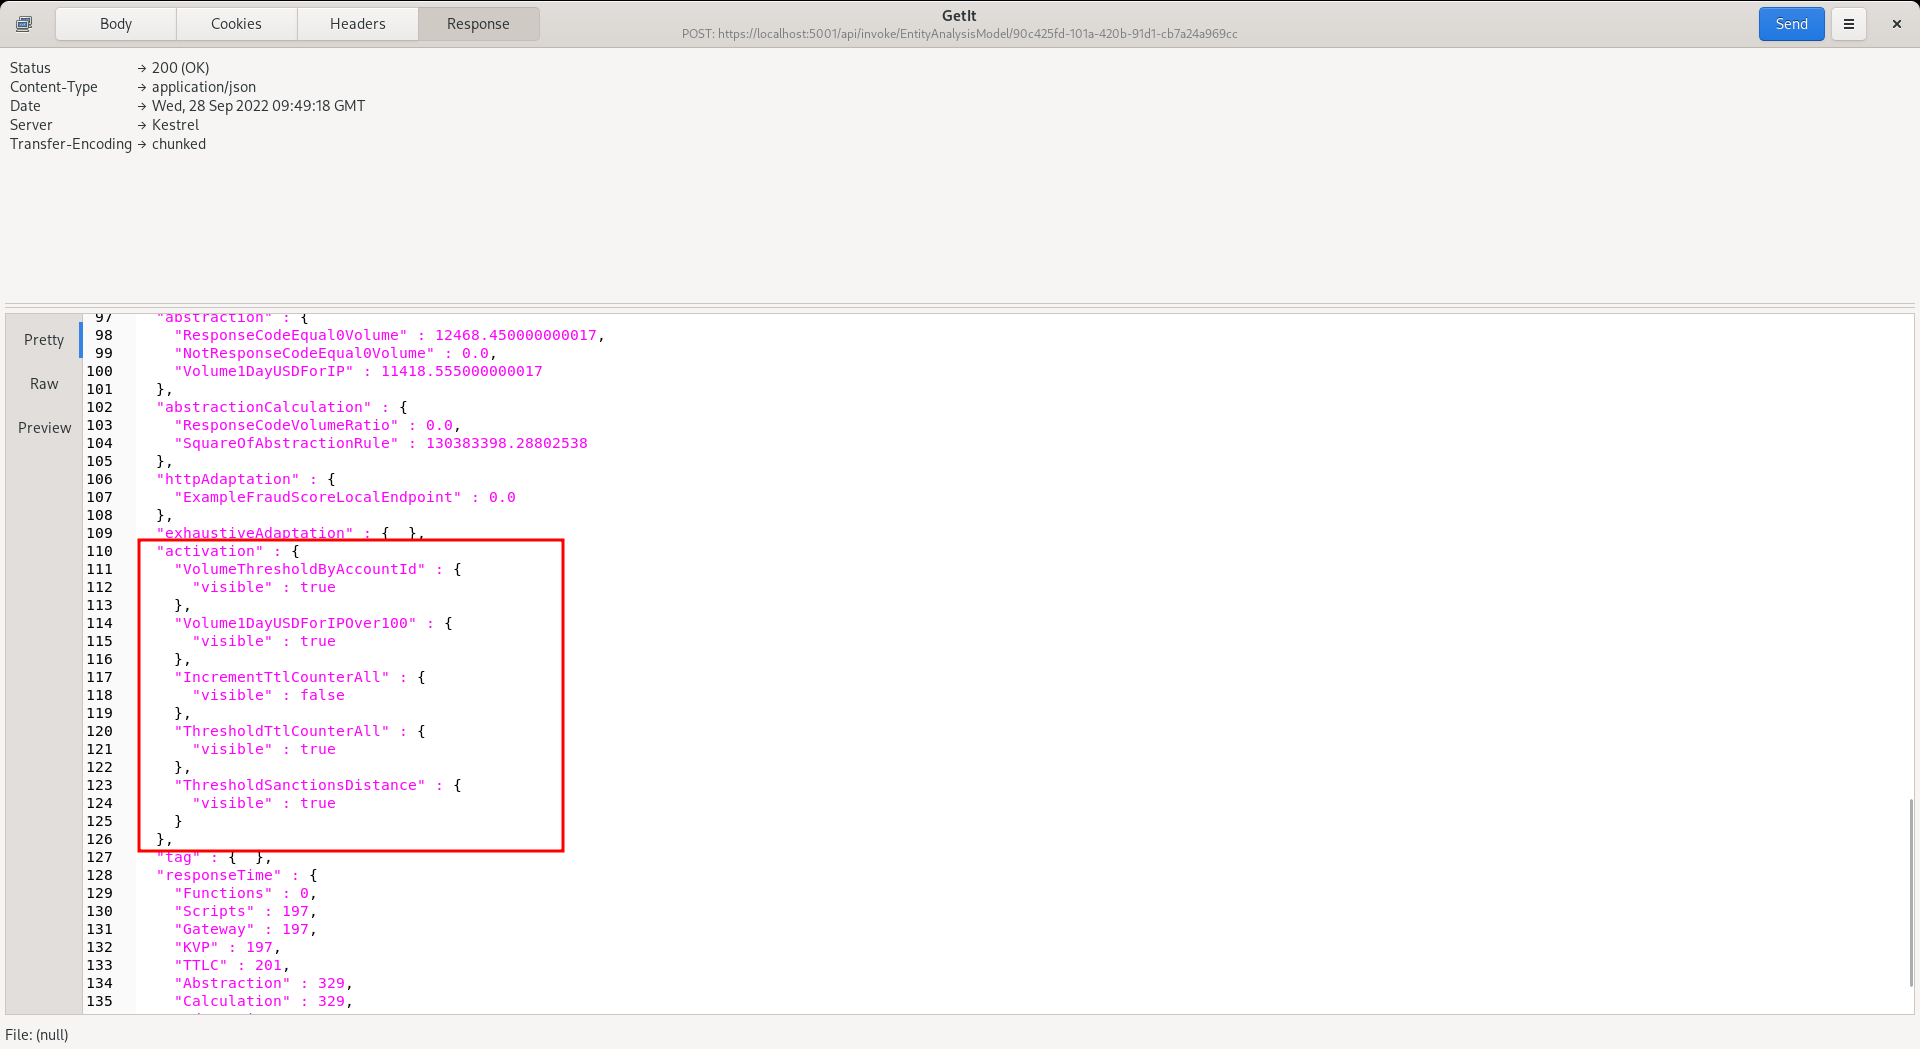 Body Cookies Headers Response
GetIt
POST: https://localhost:5001/api/invoke/EntityAnalysisModel/90c425fd-101a-420b-91d1-cb7a24a969cc
Send
Status → 200 (OK)
Content-Type → application/json
Date → Wed, 28 Sep 2022 09:49:18 GMT
Server → Kestrel
Transfer-Encoding → chunked
Pretty
Raw
Preview
97 "abstraction" : {
98 "ResponseCodeEqual0Volume" : 12468.450000000017,
99 "NotResponseCodeEqual0Volume" : 0.0,
100 "Volume1DayUSDForIP" : 11418.555000000017
101 },
102 "abstractionCalculation" : {
103 "ResponseCodeVolumeRatio" : 0.0,
104 "SquareOfAbstractionRule" : 130383398.28802538
105 },
106 "httpAdaptation" : {
107 "ExampleFraudScoreLocalEndpoint" : 0.0
108 },
109 "exhaustiveAdaptation" : {  },
110 "activation" : {
111 "VolumeThresholdByAccountId" : {
112 "visible" : true
113 },
114 "Volume1DayUSDForIPOver100" : {
115 "visible" : true
116 },
117 "IncrementTtlCounterAll" : {
118 "visible" : false
119 },
120 "ThresholdTtlCounterAll" : {
121 "visible" : true
122 },
123 "ThresholdSanctionsDistance" : {
124 "visible" : true
125 }
126 },
127 "tag" : {  },
128 "responseTime" : {
129 "Functions" : 0,
130 "Scripts" : 197,
131 "Gateway" : 197,
132 "KVP" : 197,
133 "TTLC" : 201,
134 "Abstraction" : 329,
135 "Calculation" : 329,
File: (null)